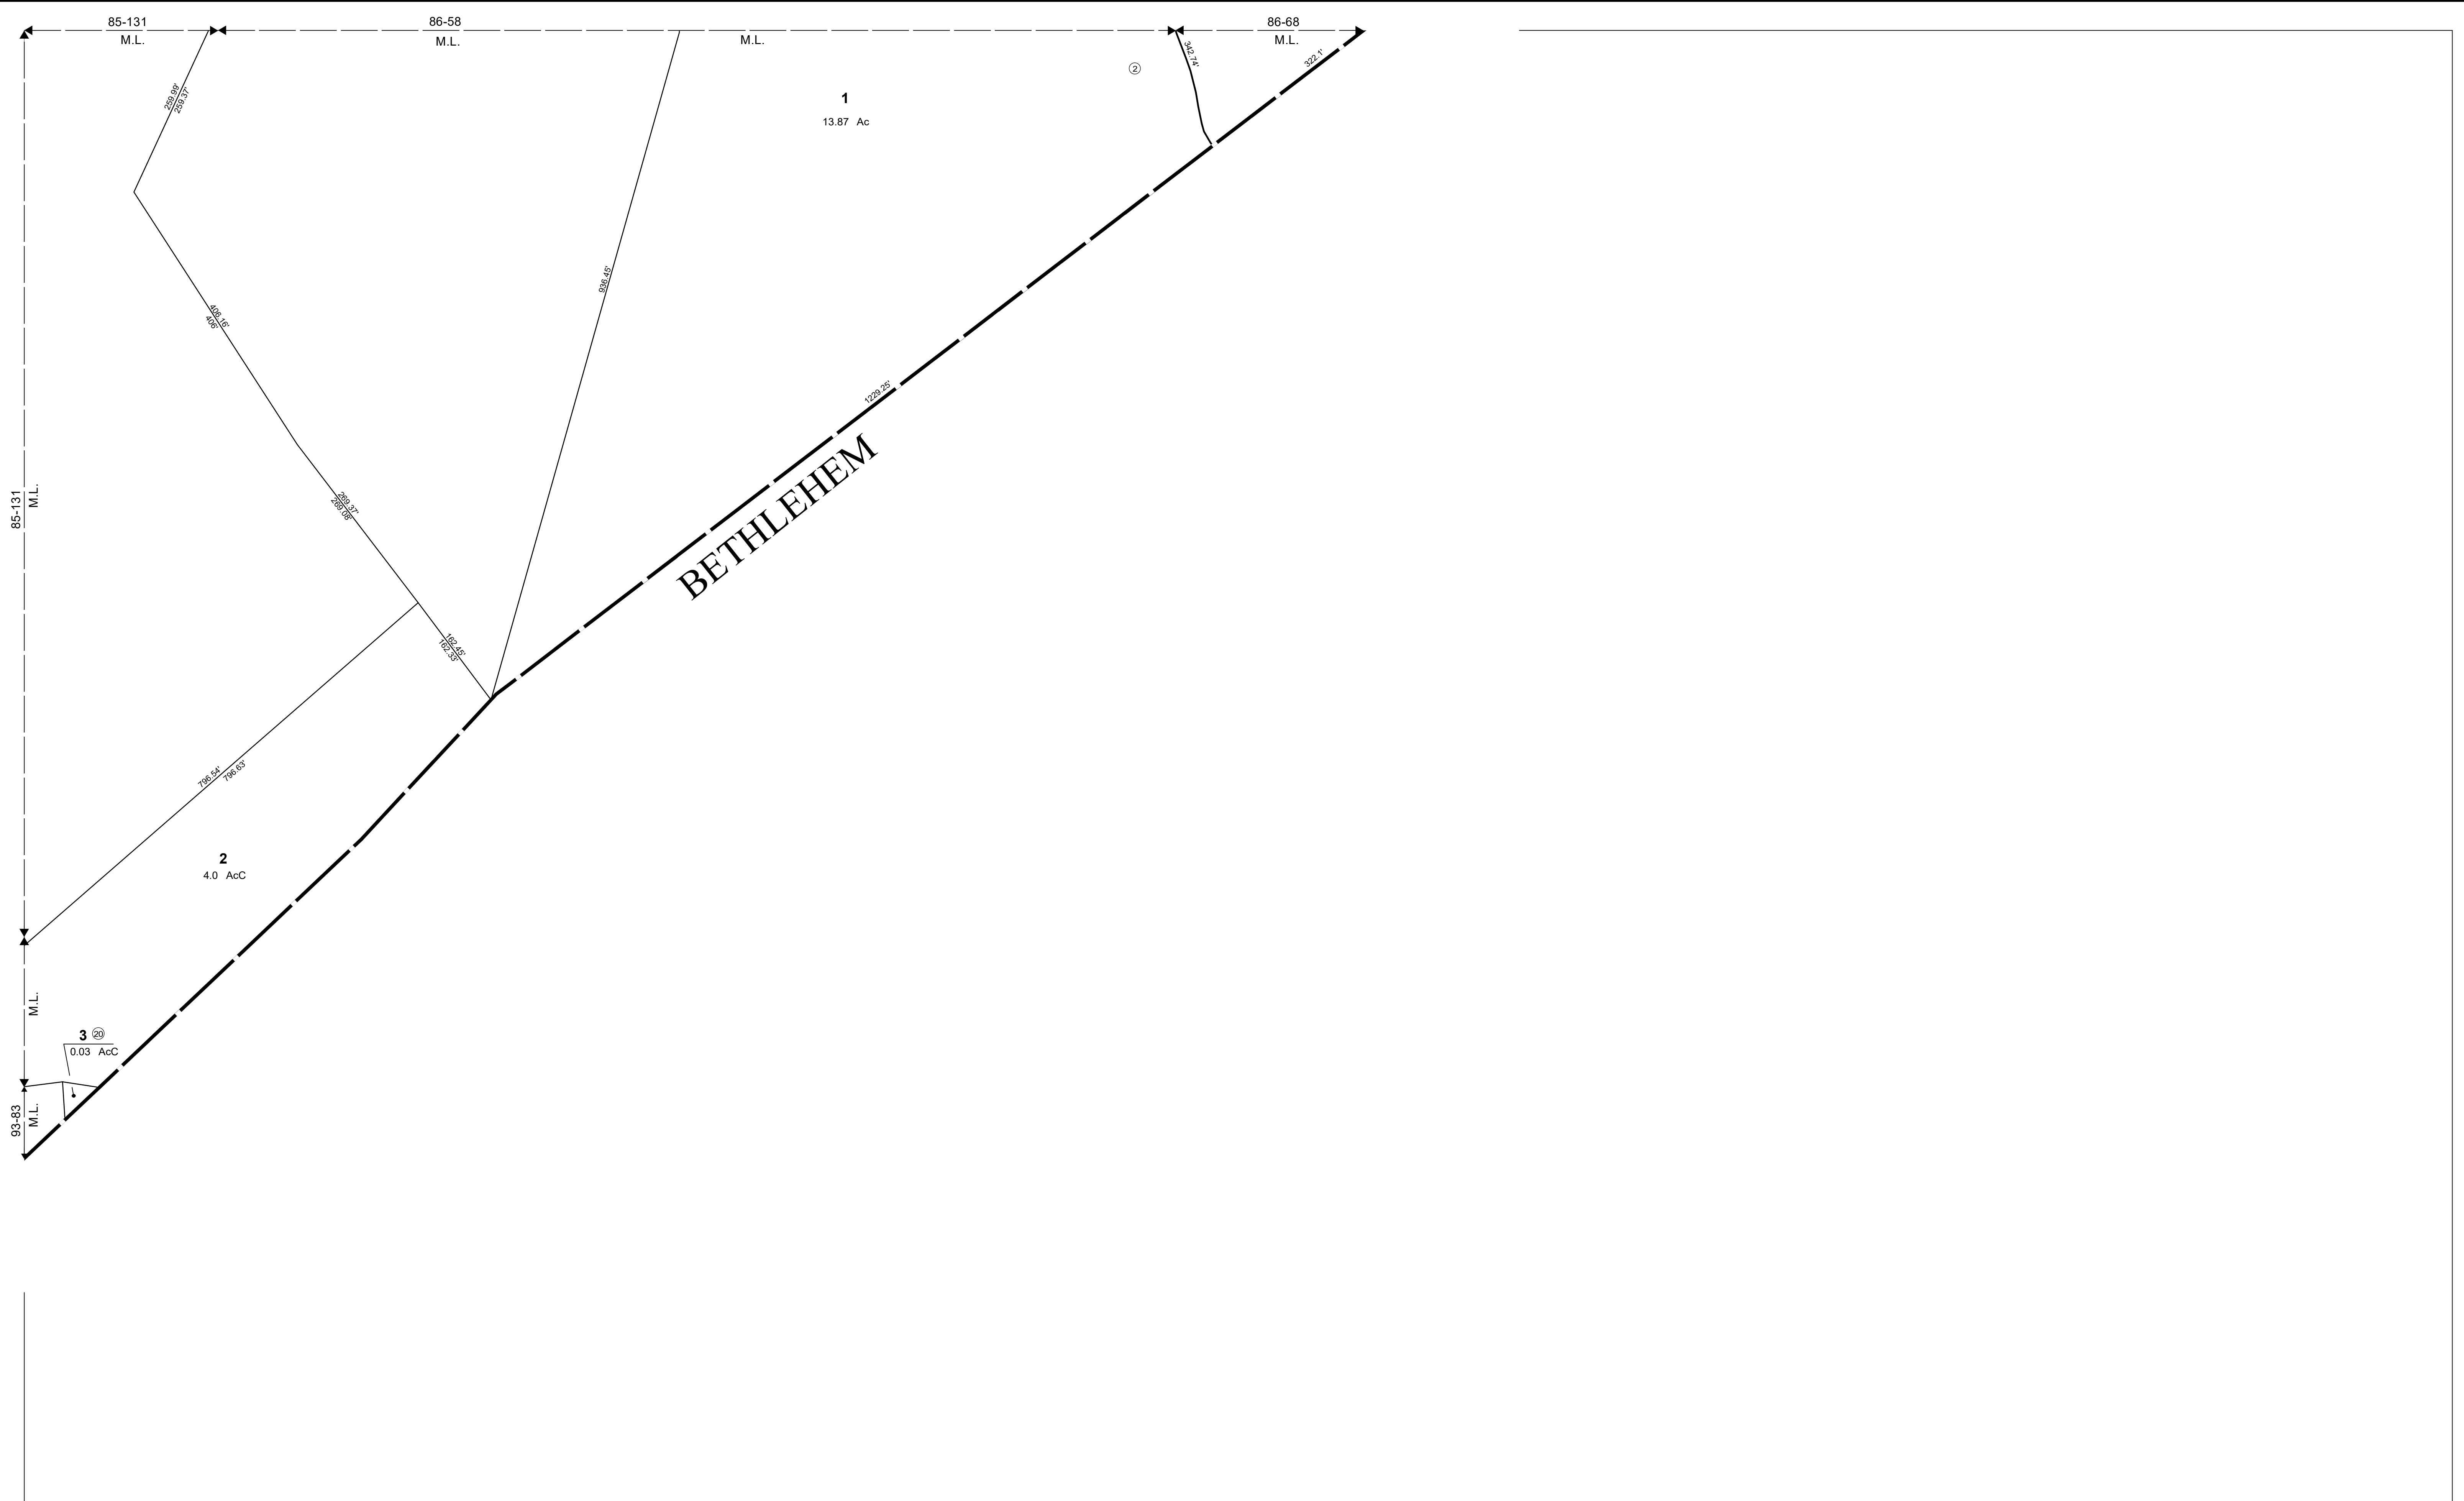 85-131
86-58
86-68
M.L.
M.L.
M.L.
M.L.
342.74'
322.1'
2
259.99'
259.37'
1
13.87 Ac
936.45'
406.16'
406'
1229.25'
BETHLEHEM
85-131
M.L.
269.37'
269.08'
162.45'
162.33'
796.54'
796.63'
2
4.0 AcC
M.L.
3 20
0.03 AcC
93-83
M.L.